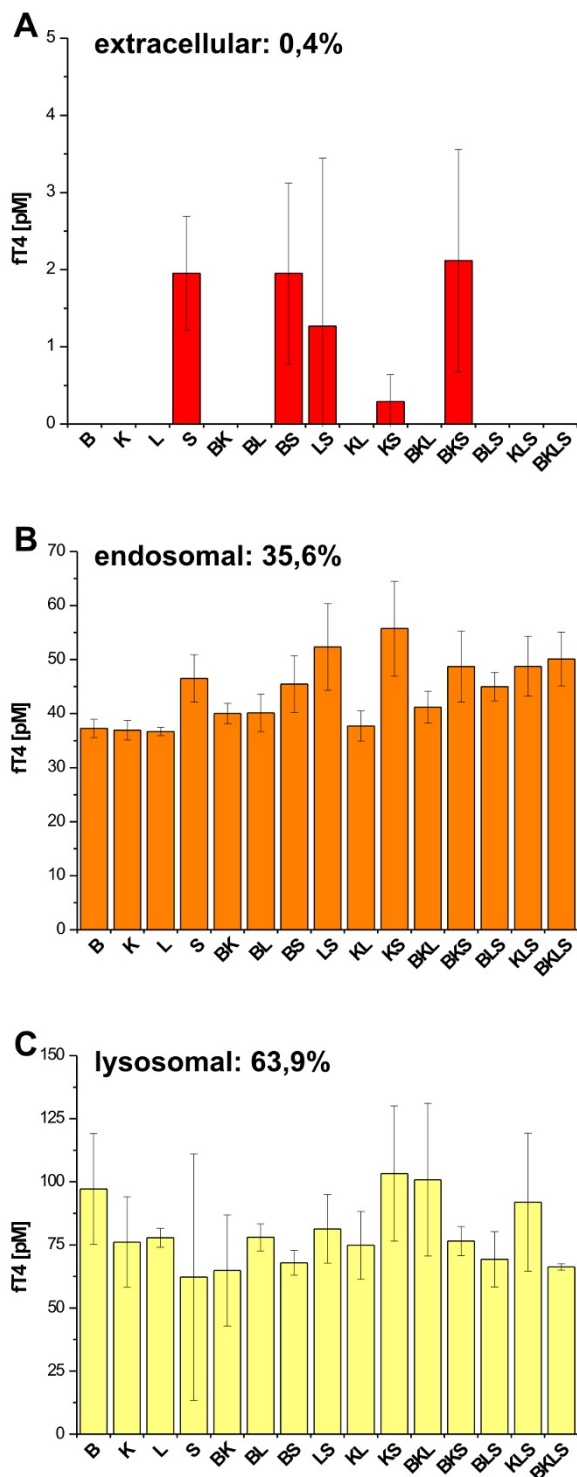 A
extracellular: 0,4%
fT4 [pM]
5
4
3
2
1
0
B K L S BK BL BS LS KL KS BKL BKS BLS KLS BKLS
B
endosomal: 35,6%
fT4 [pM]
70
60
50
40
30
20
10
0
B K L S BK BL BS LS KL KS BKL BKS BLS KLS BKLS
C
lysosomal: 63,9%
fT4 [pM]
150
125
100
75
50
25
0
B K L S BK BL BS LS KL KS BKL BKS BLS KLS BKLS